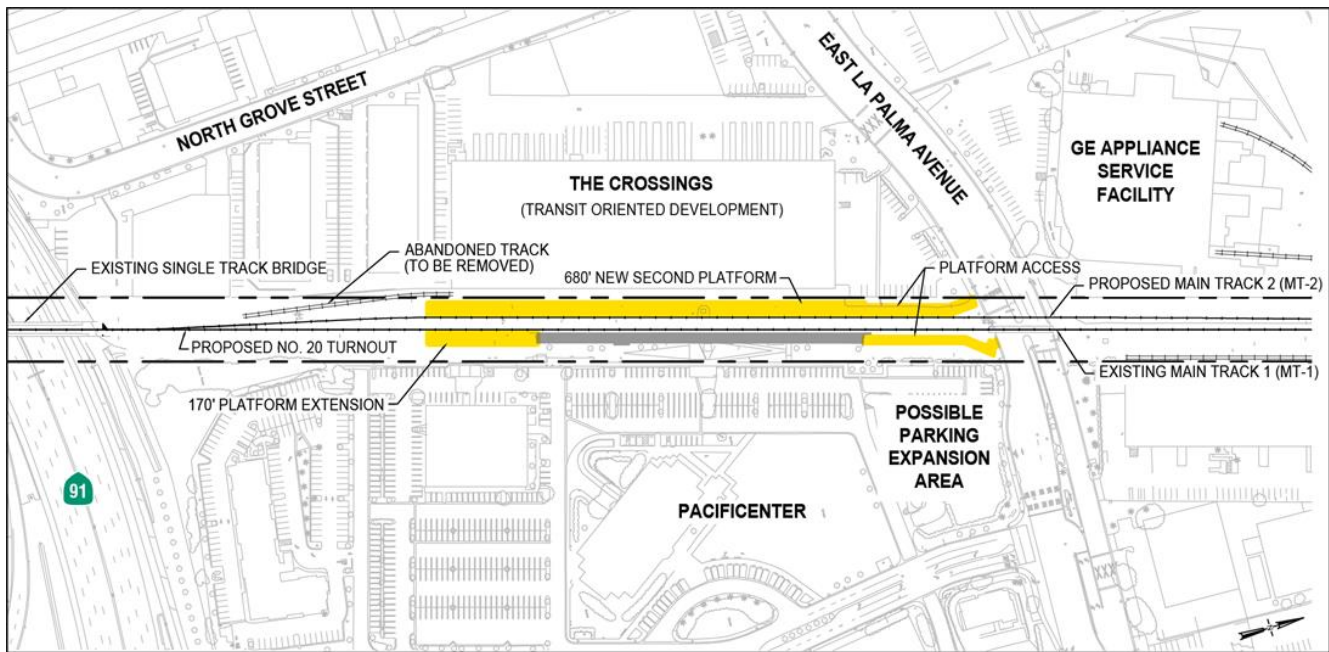 NORTH GROVE STREET
EAST LA PALMA AVENUE
GE APPLIANCE
SERVICE
FACILITY
THE CROSSINGS
(TRANSIT ORIENTED DEVELOPMENT)
EXISTING SINGLE TRACK BRIDGE
ABANDONED TRACK
(TO BE REMOVED)
680' NEW SECOND PLATFORM
PLATFORM ACCESS
PROPOSED MAIN TRACK 2 (MT-2)
PROPOSED NO. 20 TURNOUT
EXISTING MAIN TRACK 1 (MT-1)
170' PLATFORM EXTENSION
POSSIBLE
PARKING
EXPANSION
AREA
91
PACIFICENTER